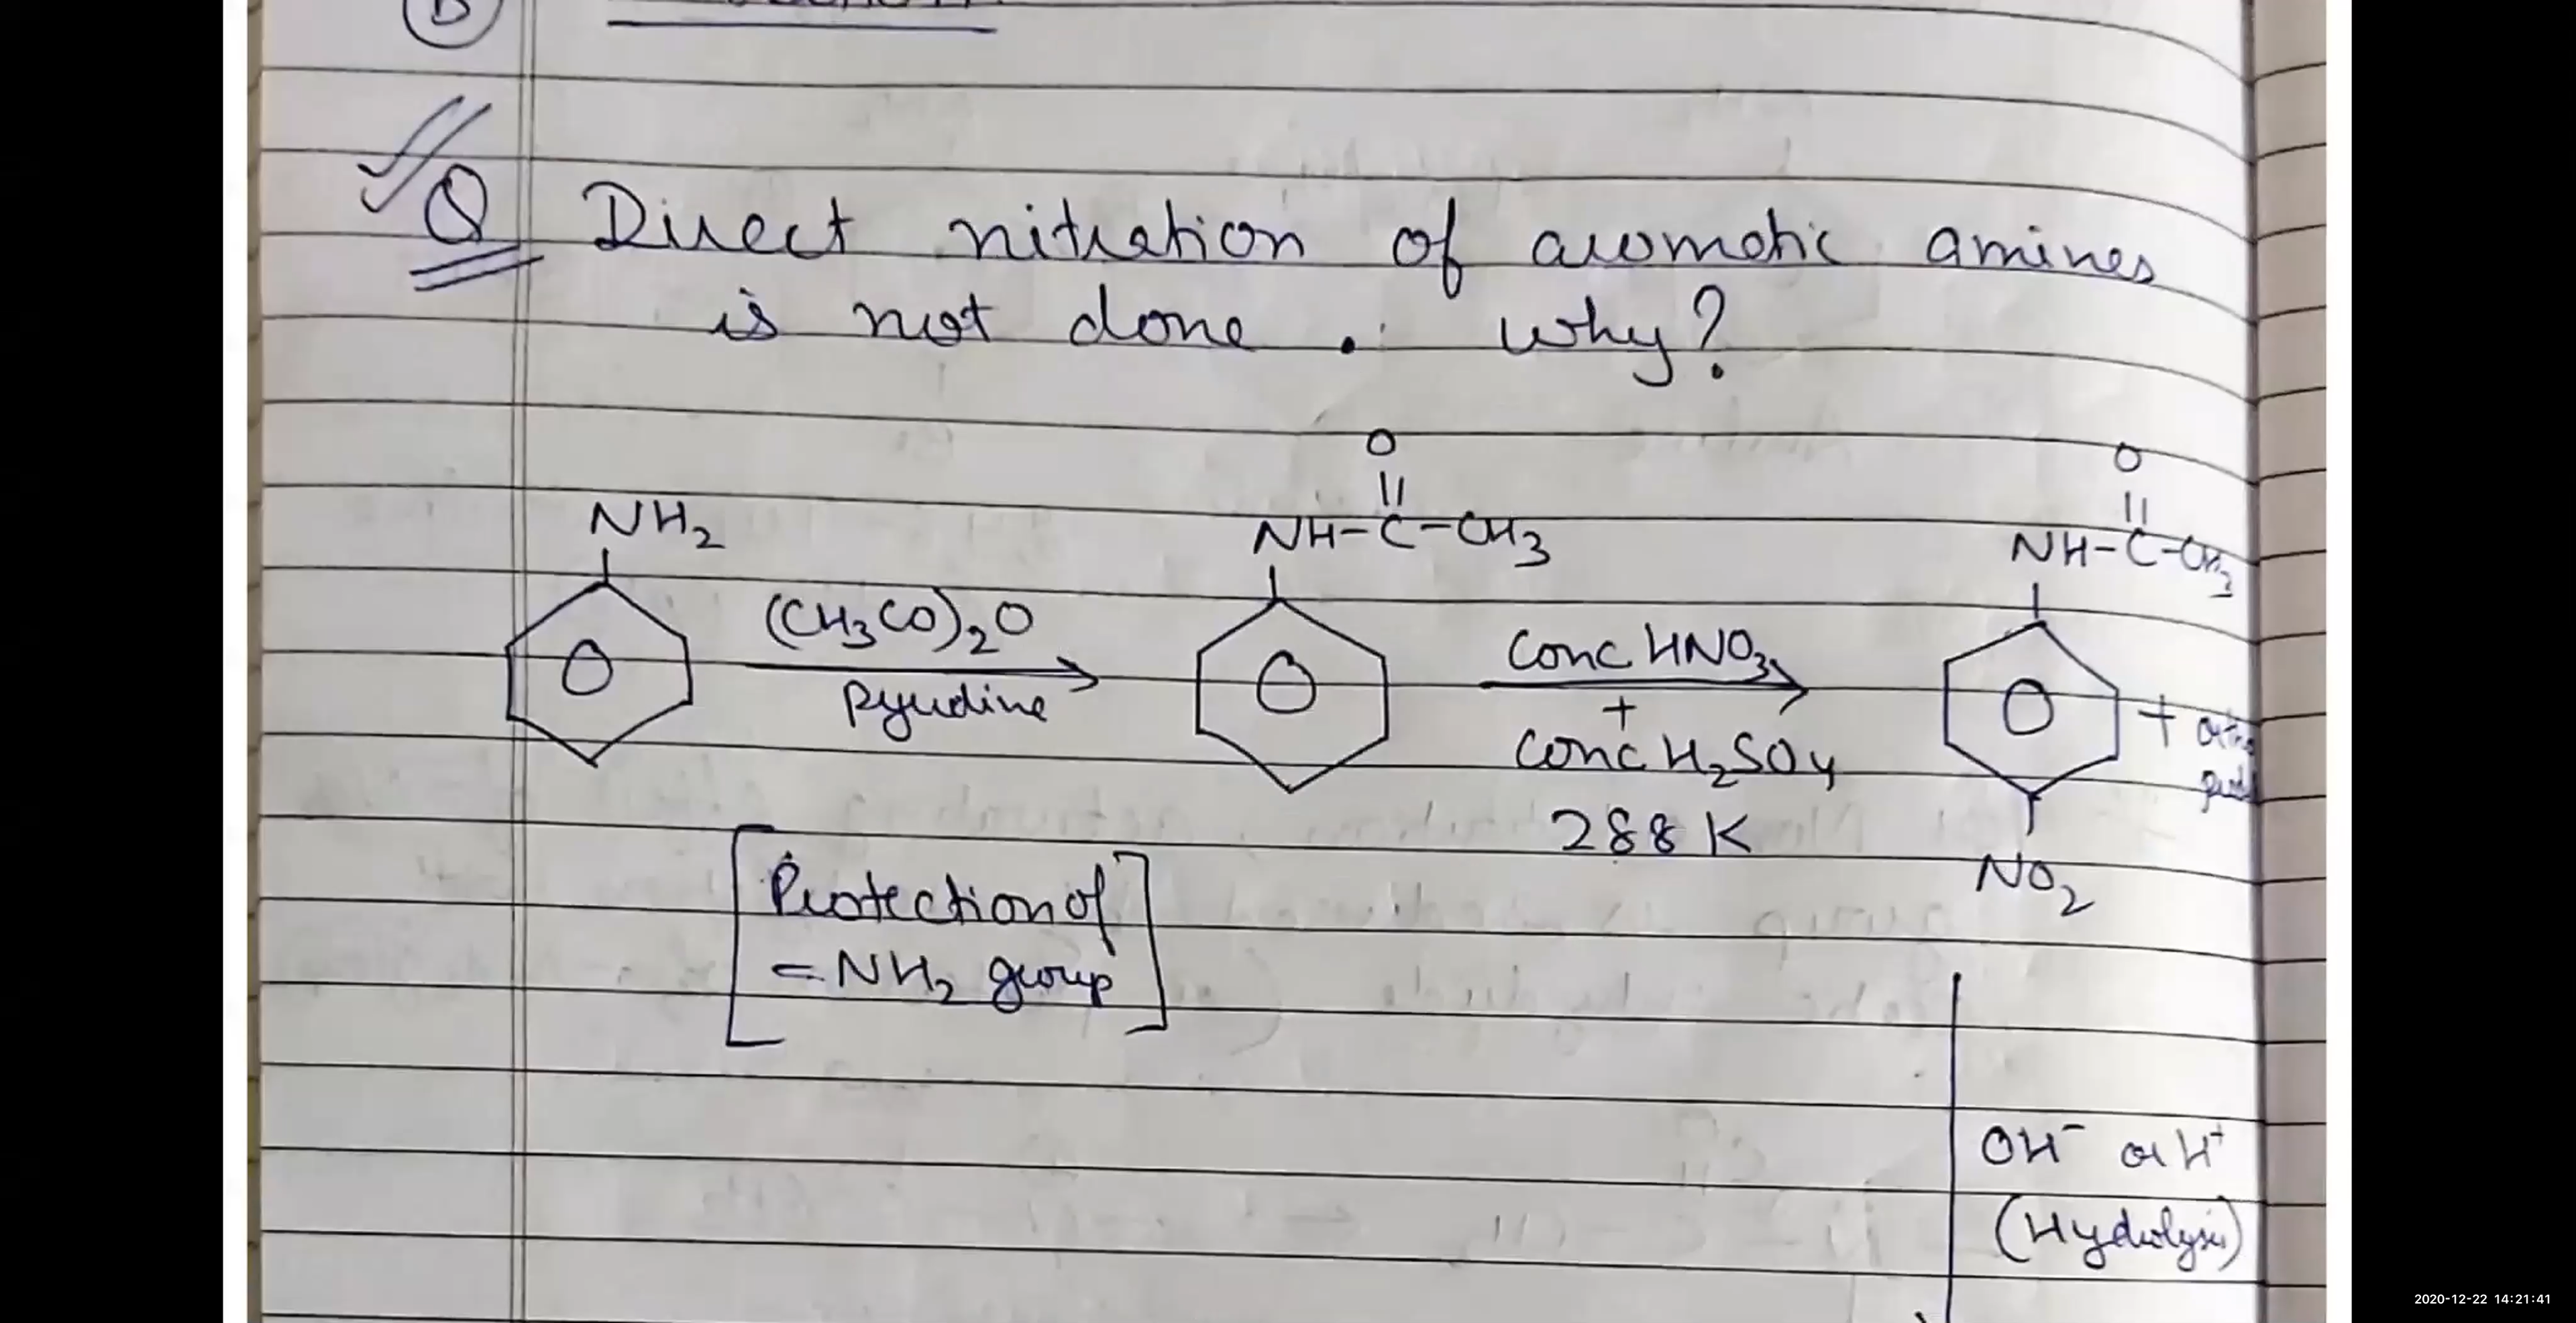 Q Direct nitration of aromatic amines
is not done. why?
NH2
(CH3CO)2O
Pyridine
O
||
NH-C-CH3
Conc HNO3
+
Conc H2SO4
288 K
O
||
NH-C-CH3
NO2
+ ortho
[Protection of
-NH2 group]
OH- or H+
(Hydrolysis)
2020-12-22 14:21:41